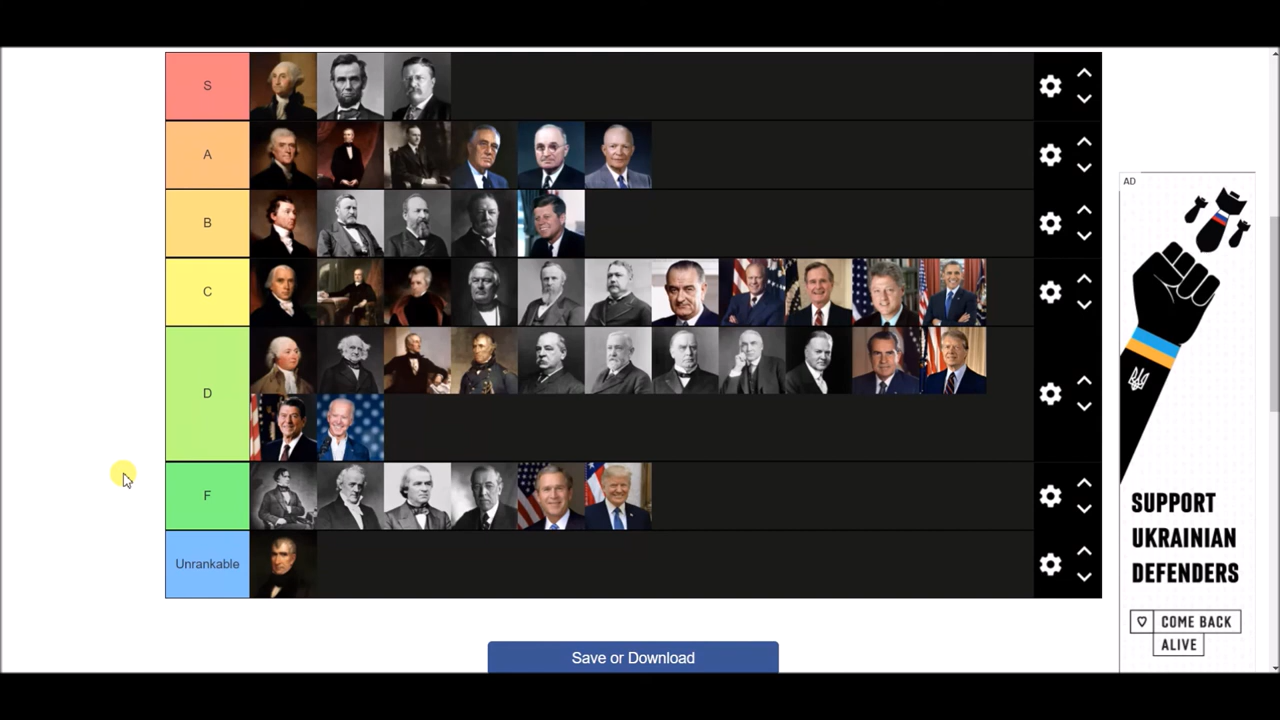 S
A
B
C
D
F
Unrankable
Save or Download
AD
SUPPORT
UKRAINIAN
DEFENDERS
COME BACK
ALIVE